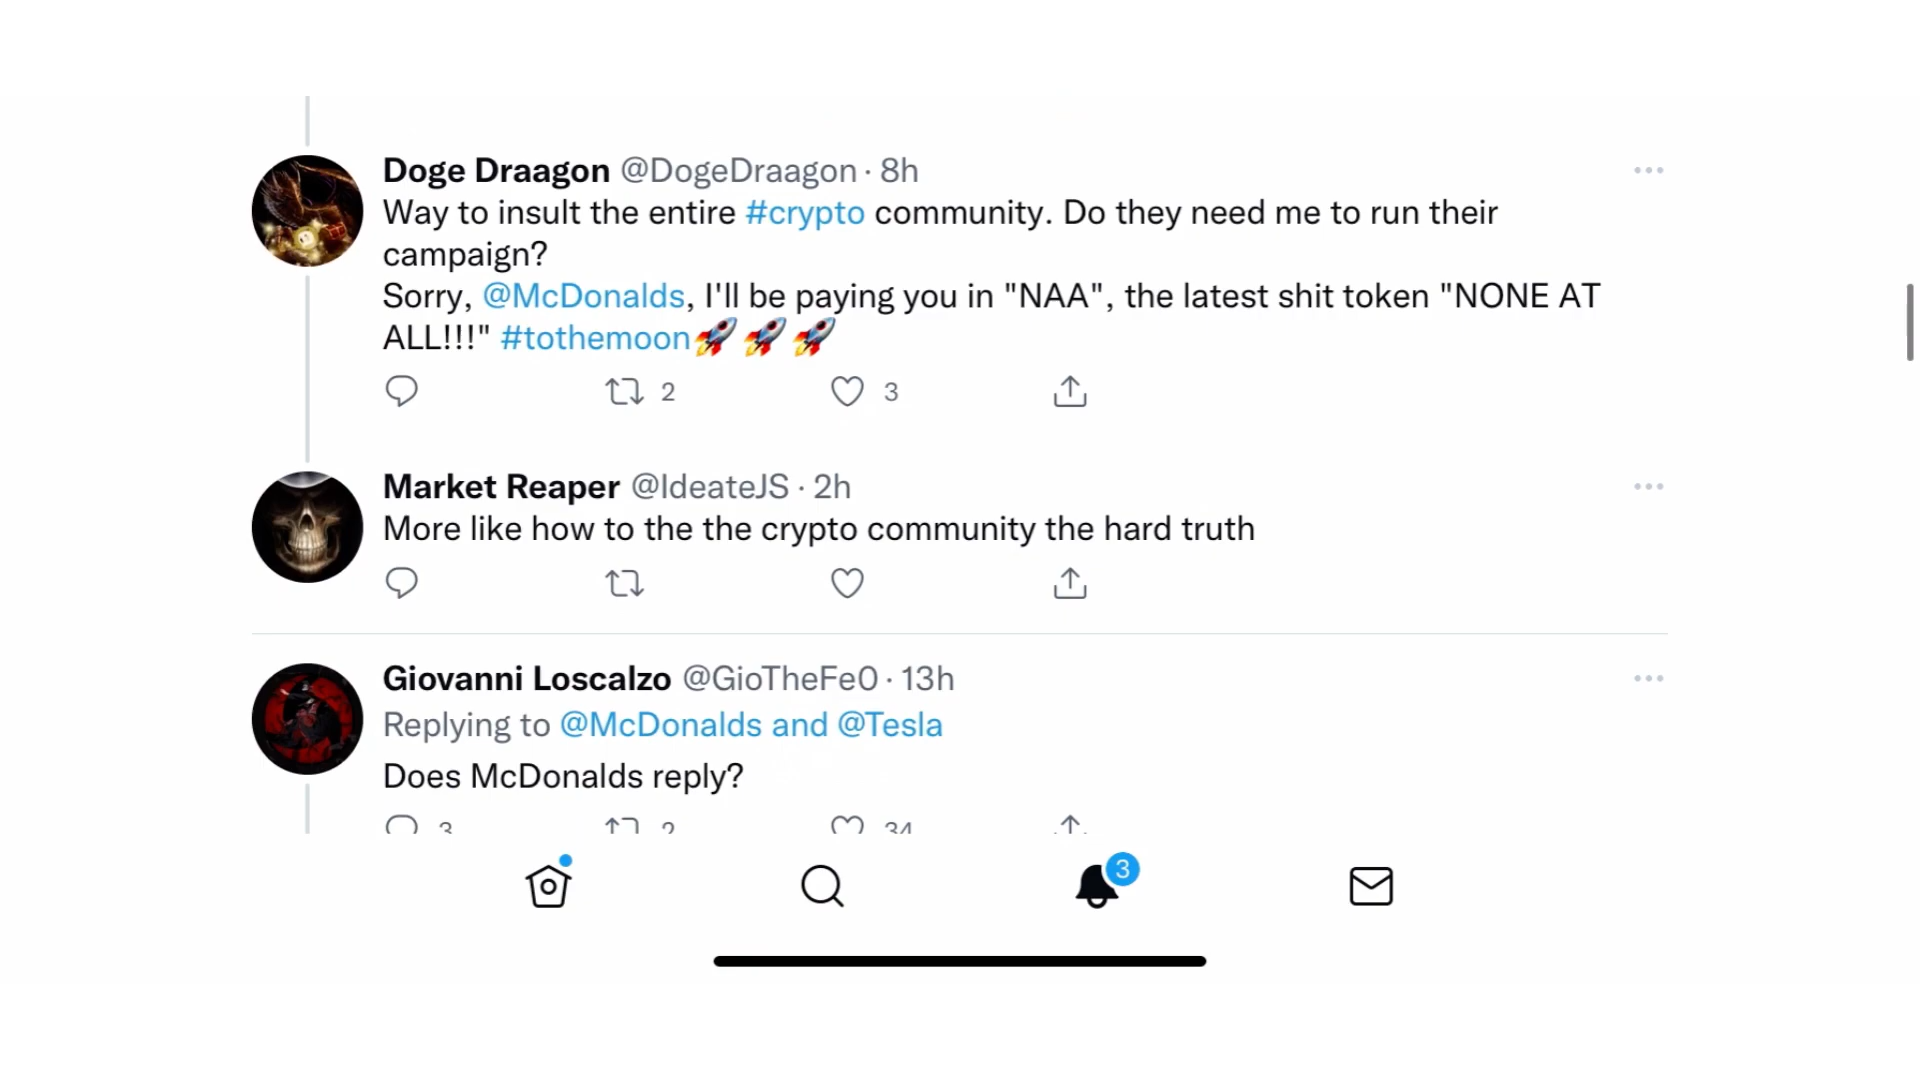 Doge Draagon @DogeDraagon · 8h
Way to insult the entire #crypto community. Do they need me to run their
campaign?
Sorry, @McDonalds, I'll be paying you in "NAA", the latest shit token "NONE AT
ALL!!!" #tothemoon🚀🚀🚀
2 3
Market Reaper @IdeateJS · 2h
More like how to the the crypto community the hard truth
Giovanni Loscalzo @GioTheFe0 · 13h
Replying to @McDonalds and @Tesla
Does McDonalds reply?
3 2 34
3